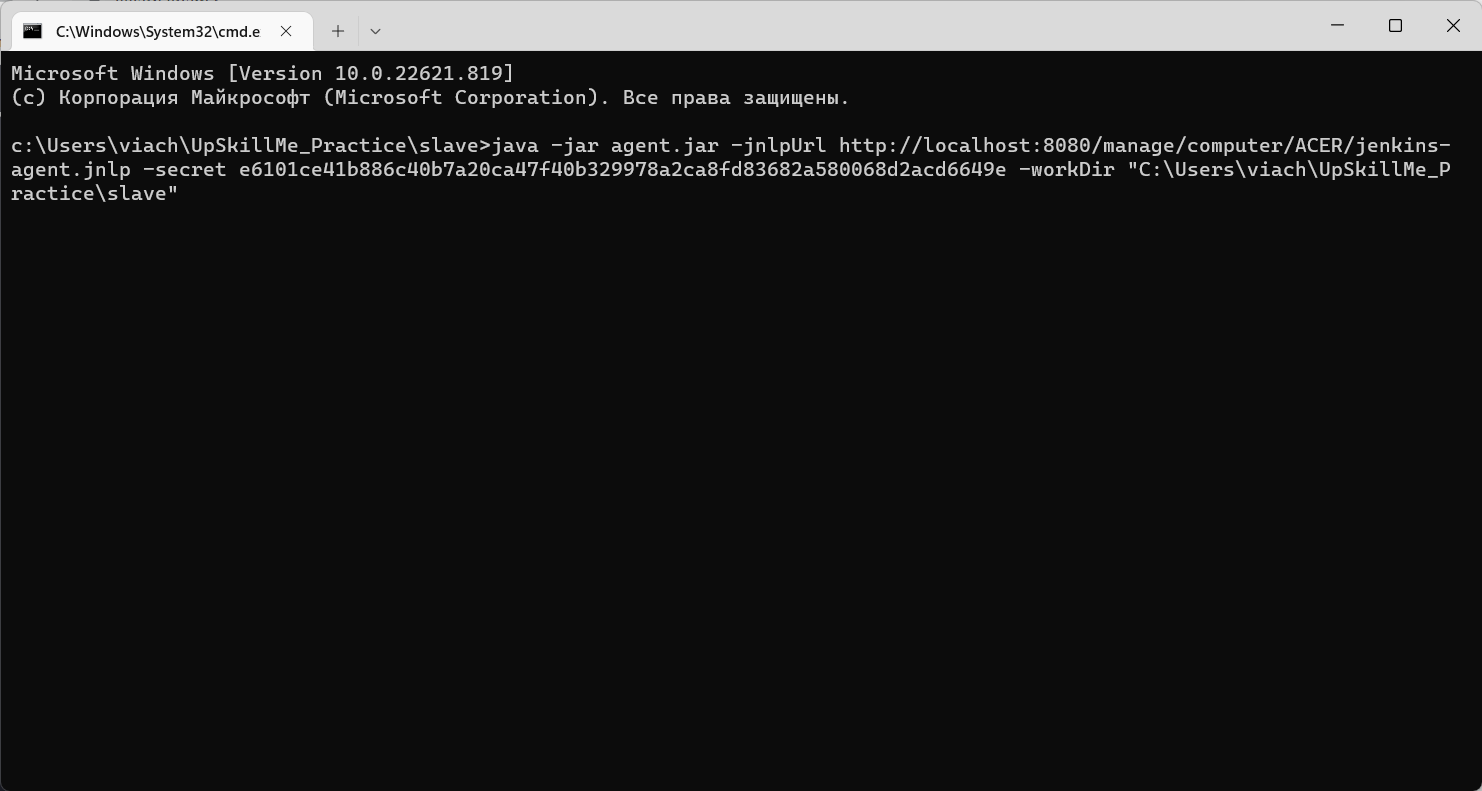 C:\Windows\System32\cmd.e
Microsoft Windows [Version 10.0.22621.819]
(c) Корпорация Майкрософт (Microsoft Corporation). Все права защищены.
c:\Users\viach\UpSkillMe_Practice\slave>java -jar agent.jar -jnlpUrl http://localhost:8080/manage/computer/ACER/jenkins-
agent.jnlp -secret e6101ce41b886c40b7a20ca47f40b329978a2ca8fd83682a580068d2acd6649e -workDir "C:\Users\viach\UpSkillMe_P
ractice\slave"